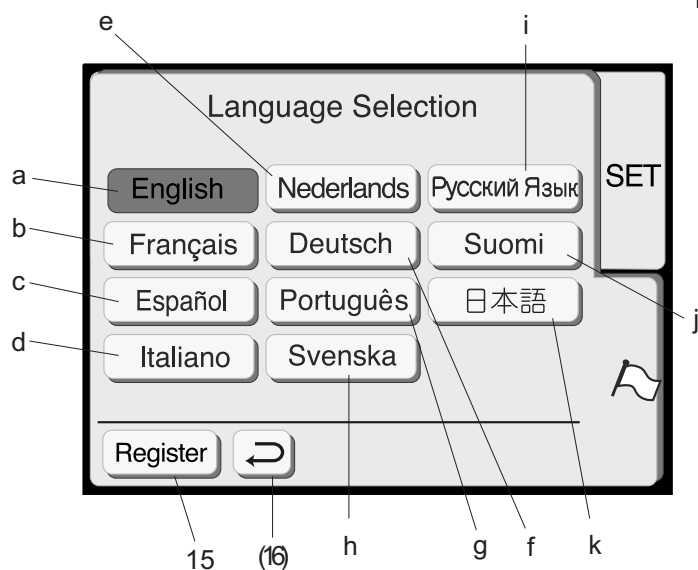 e
i
Language Selection
SET
a English Nederlands Русский Язык
b Français Deutsch Suomi
c Español Português 日本語
j
d Italiano Svenska
Register
15 (16) h g f k